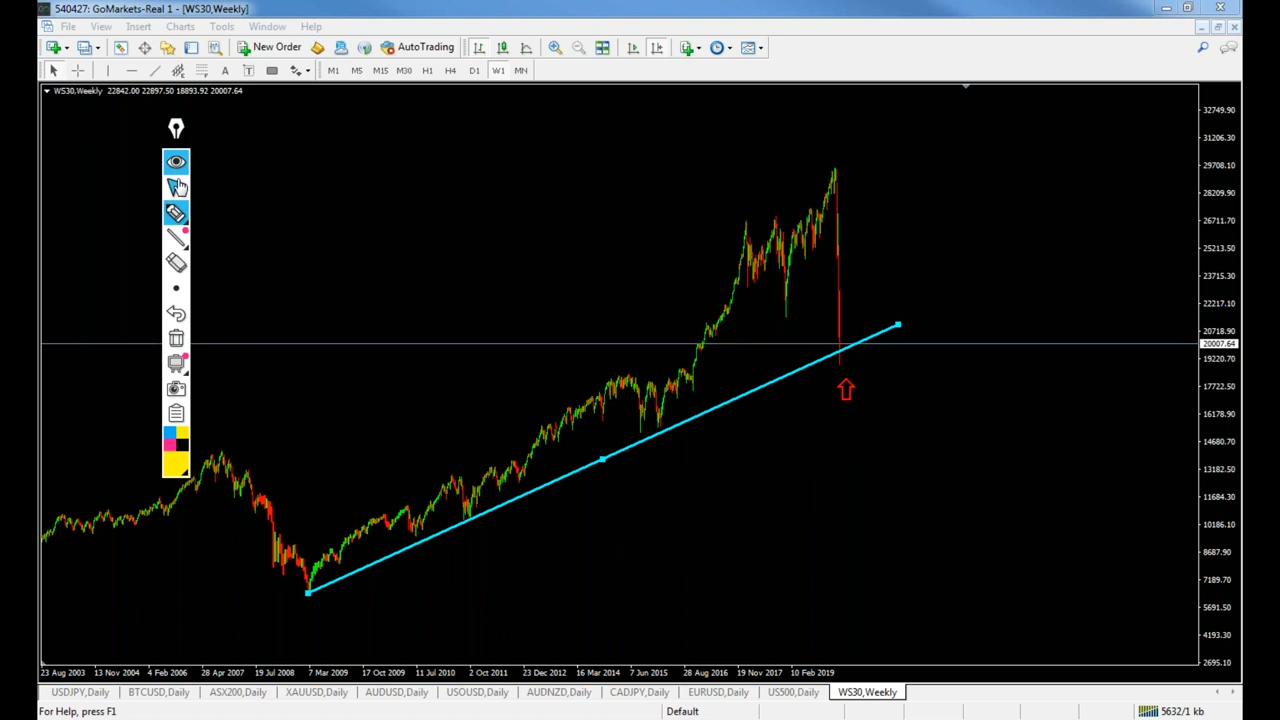 540427: GoMarkets-Real 1 - [WS30,Weekly]
File View Insert Charts Tools Window Help
New Order AutoTrading
A T M1 M5 M15 M30 H1 H4 D1 W1 MN
WS30,Weekly 22842.00 22897.50 18893.92 20007.64
32749.90
31206.30
29708.10
28209.90
26711.70
25213.50
23715.30
22217.10
20718.90
20007.64
19220.70
17722.50
16178.90
14680.70
13182.50
11684.30
10186.10
8687.90
7189.70
5691.50
4193.30
2695.10
23 Aug 2003 13 Nov 2004 4 Feb 2006 28 Apr 2007 19 Jul 2008 7 Mar 2009 17 Oct 2009 11 Jul 2010 2 Oct 2011 23 Dec 2012 16 Mar 2014 7 Jun 2015 28 Aug 2016 19 Nov 2017 10 Feb 2019
USDJPY,Daily BTCUSD,Daily ASX200,Daily XAUUSD,Daily AUDUSD,Daily USOUSD,Daily AUDNZD,Daily CADJPY,Daily EURUSD,Daily US500,Daily WS30,Weekly
For Help, press F1 Default 5632/1 kb